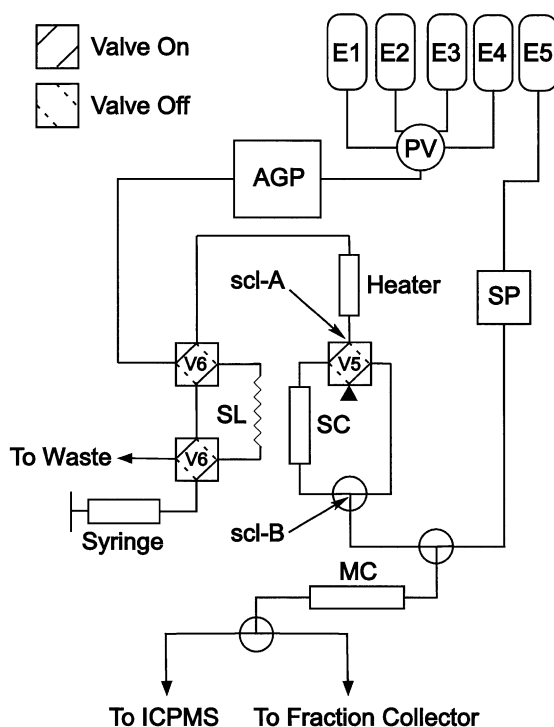 Valve On
Valve Off
E1 E2 E3 E4 E5
PV
AGP
scl-A
Heater
SP
V6
V5
SL
SC
To Waste
V6
Syringe
scl-B
MC
To ICPMS
To Fraction Collector